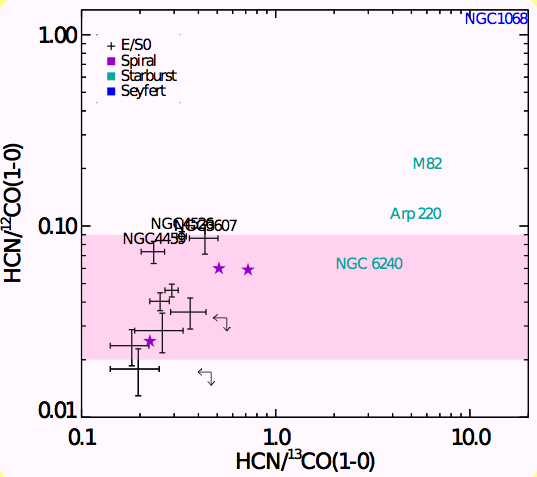 NGC1068
1.00
E/S0
Spiral
Starburst
Seyfert
M82
Arp 220
0.10
NGC4459
NGC 6240
HCN/12CO(1-0)
0.01
0.1
1.0
10.0
HCN/13CO(1-0)